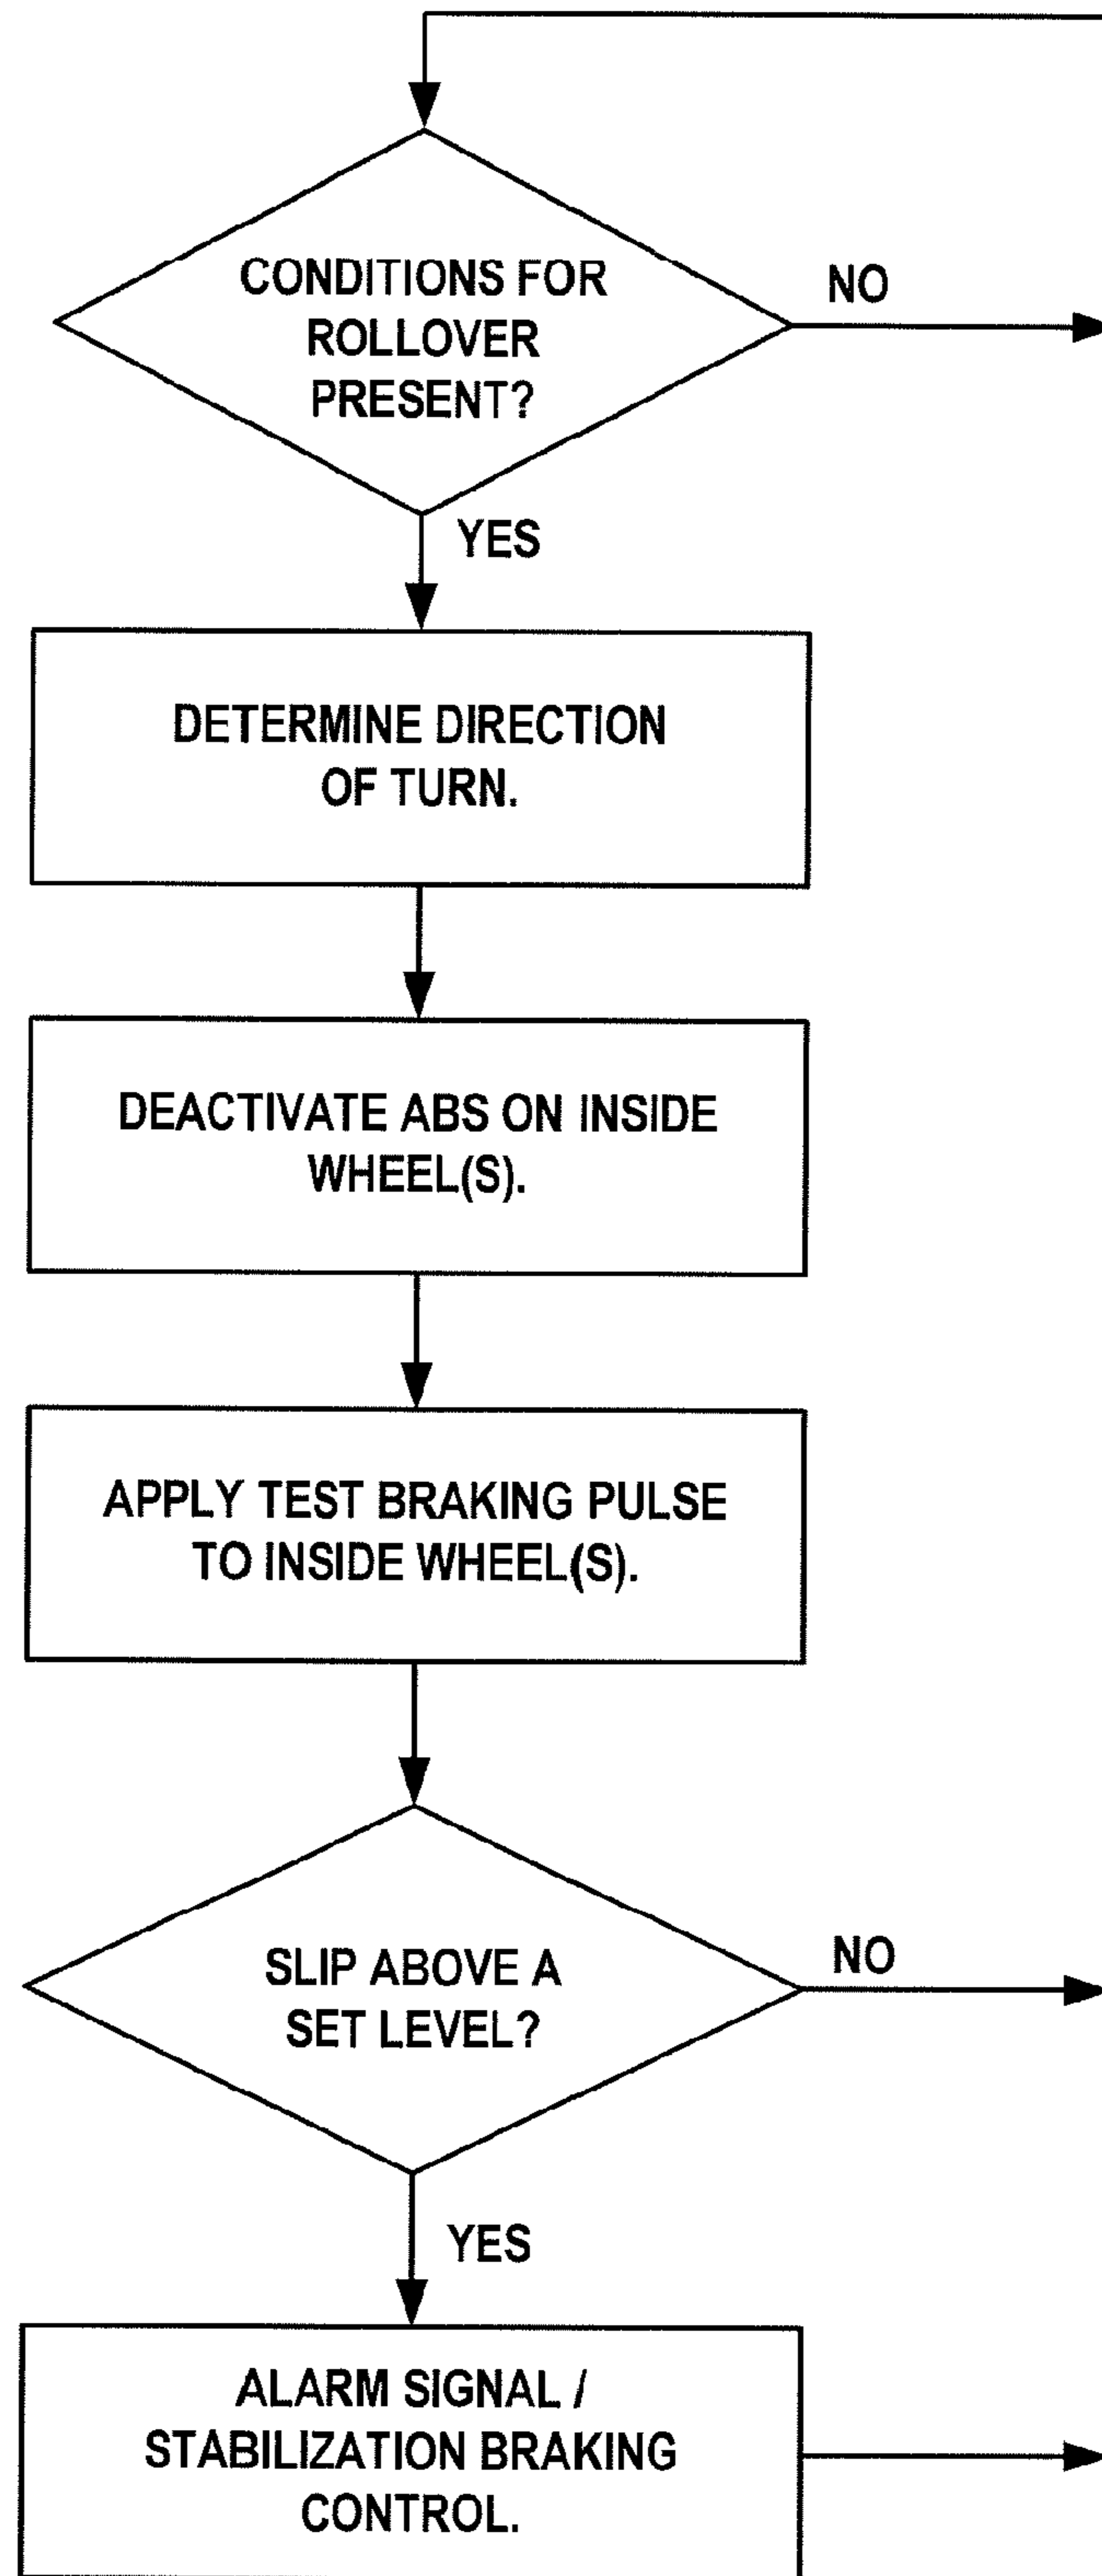 CONDITIONS FOR
ROLLOVER
PRESENT?
NO
YES
DETERMINE DIRECTION
OF TURN.
DEACTIVATE ABS ON INSIDE
WHEEL(S).
APPLY TEST BRAKING PULSE
TO INSIDE WHEEL(S).
SLIP ABOVE A
SET LEVEL?
NO
YES
ALARM SIGNAL /
STABILIZATION BRAKING
CONTROL.